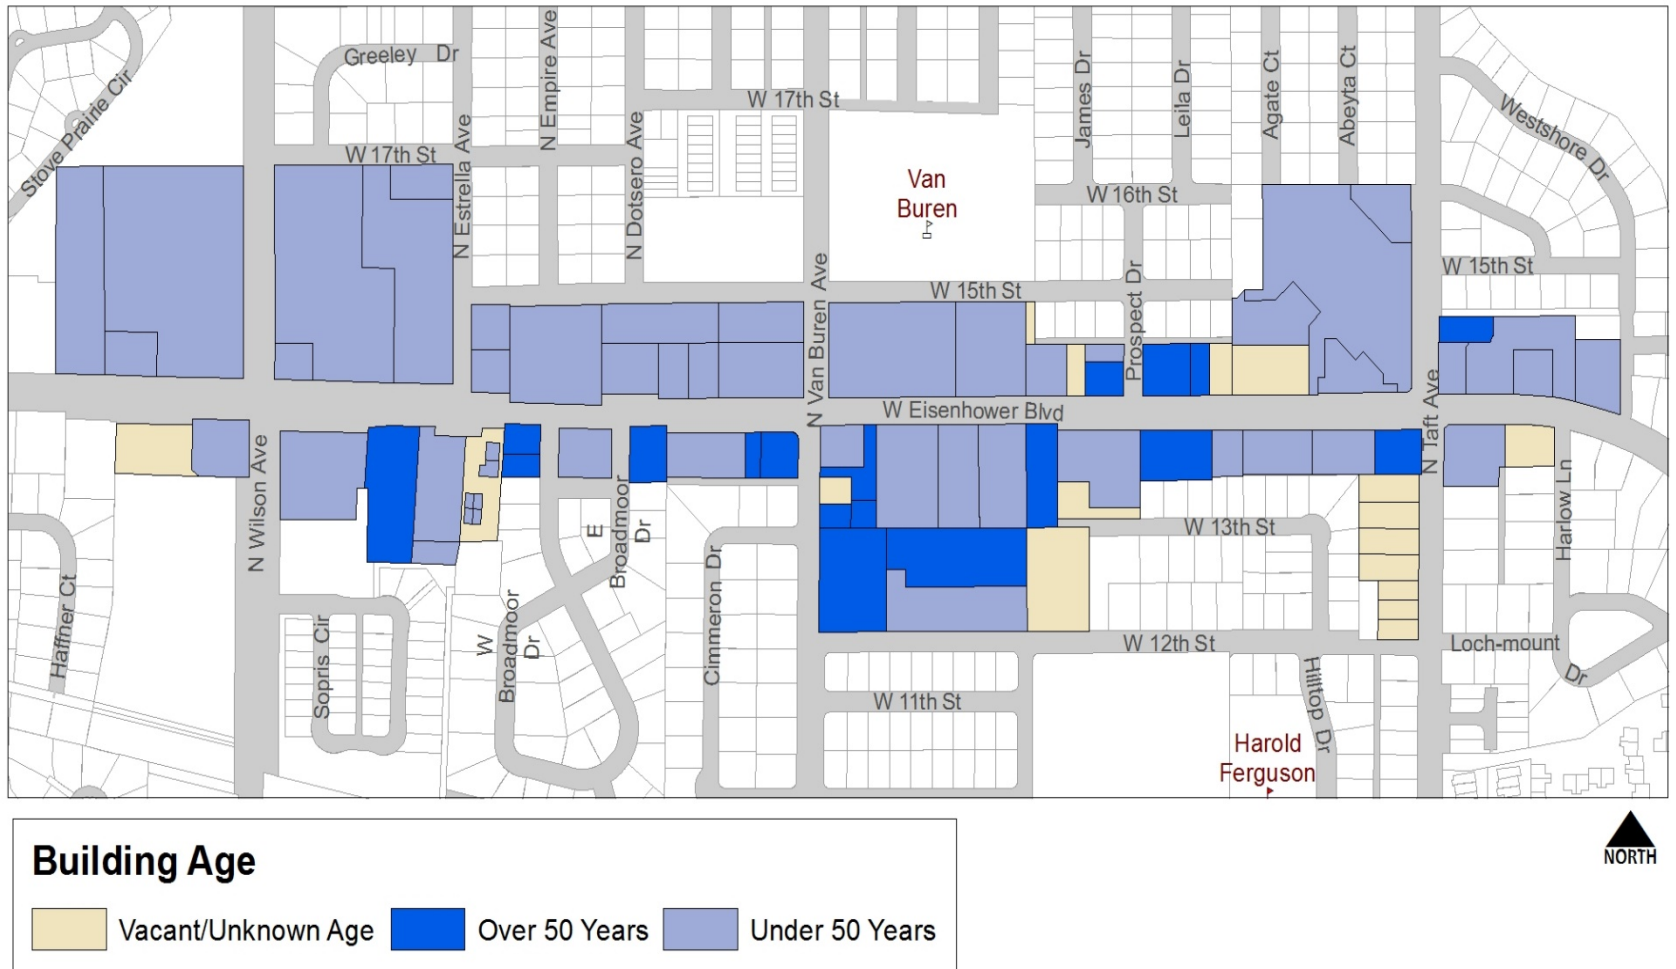 Greeley Dr
N Empire Ave
W 17th St
James Dr
Leila Dr
Agate Ct
Abeyta Ct
Westshore Dr
Stove Prairie Cir
W 17th St
N Estrella Ave
N Dotsero Ave
Van
Buren
W 16th St
W 15th St
Prospect Dr
W 15th St
N Van Buren Ave
W Eisenhower Blvd
N Taft Ave
N Wilson Ave
E
Broadmoor
Dr
Cimmeron Dr
W 13th St
Harlow Ln
Haffner Ct
Sopris Cir
W
Broadmoor
Dr
W 12th St
Loch-mount
Dr
W 11th St
Hilltop Dr
Harold
Ferguson
NORTH
Building Age
Vacant/Unknown Age
Over 50 Years
Under 50 Years